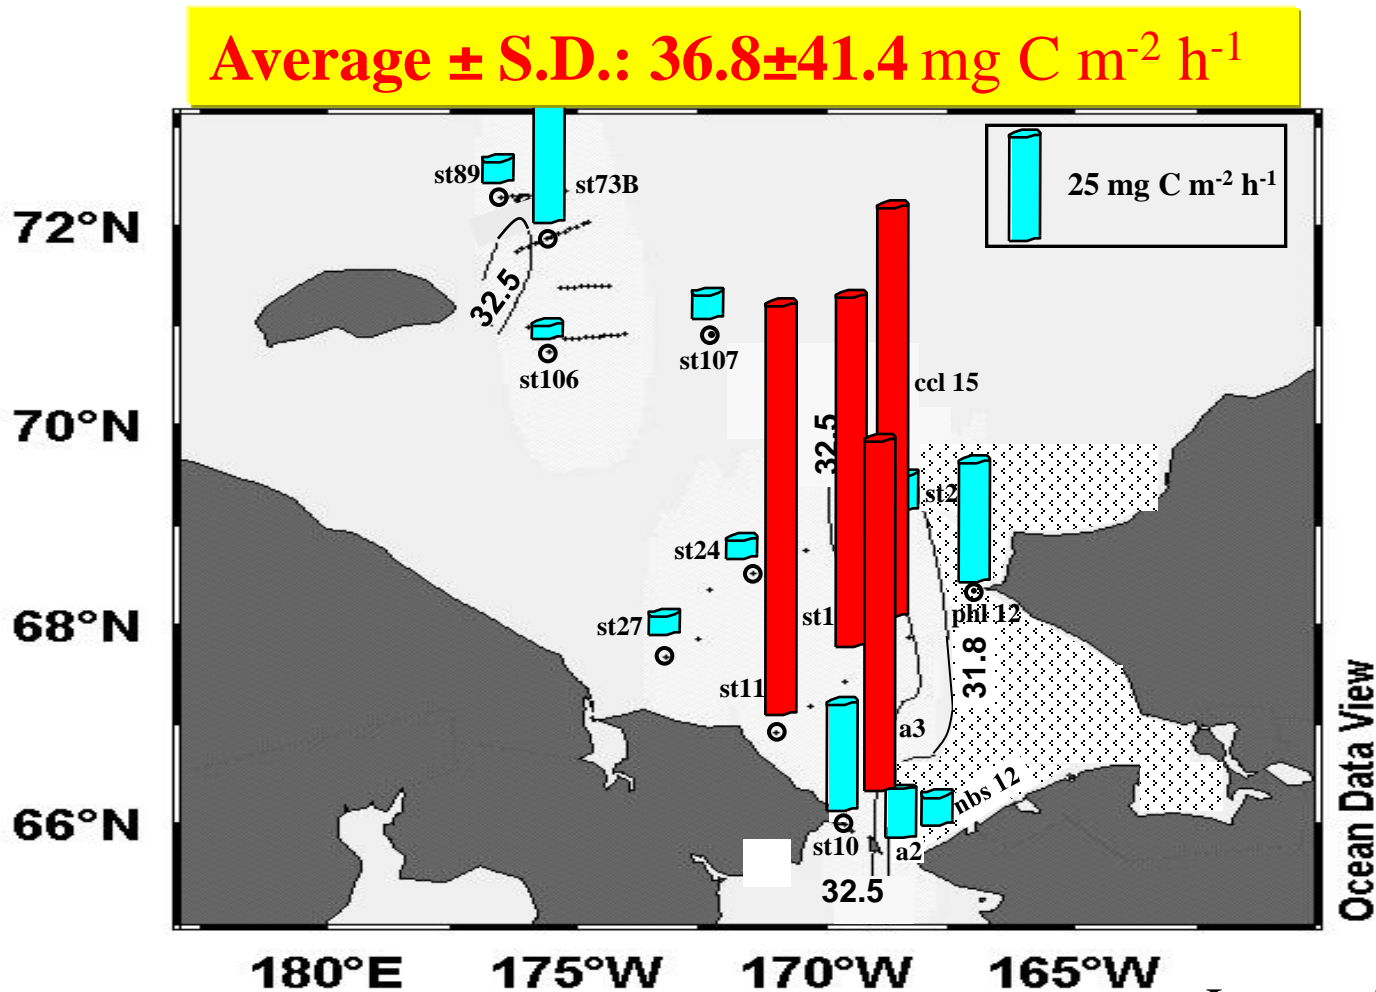 Average ± S.D.: 36.8±41.4 mg C m-2 h-1
25 mg C m-2 h-1
st89
st73B
72°N
32.5
st107
st106
ccl 15
70°N
32.5
st2
st24
phl 12
68°N
st27
st1
31.8
st11
a3
nbs 12
66°N
st10
a2
32.5
Ocean Data View
180°E
175°W
170°W
165°W